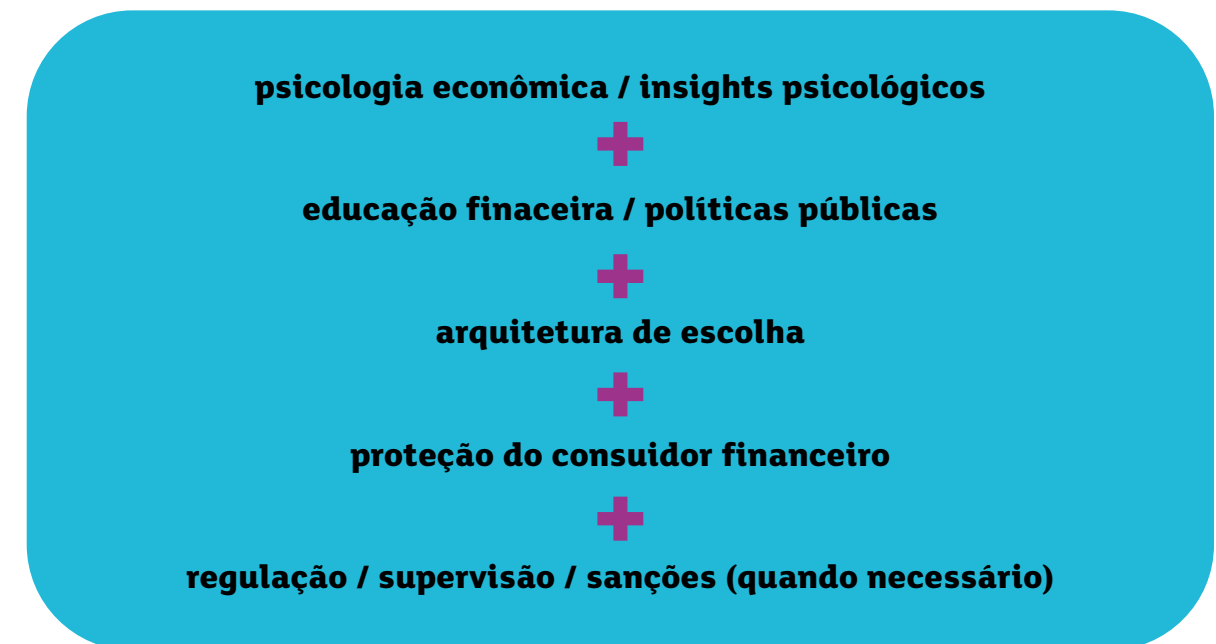 psicologia econômica / insights psicológicos
educação finaceira / políticas públicas
arquitetura de escolha
proteção do consuidor financeiro
regulação / supervisão / sanções (quando necessário)